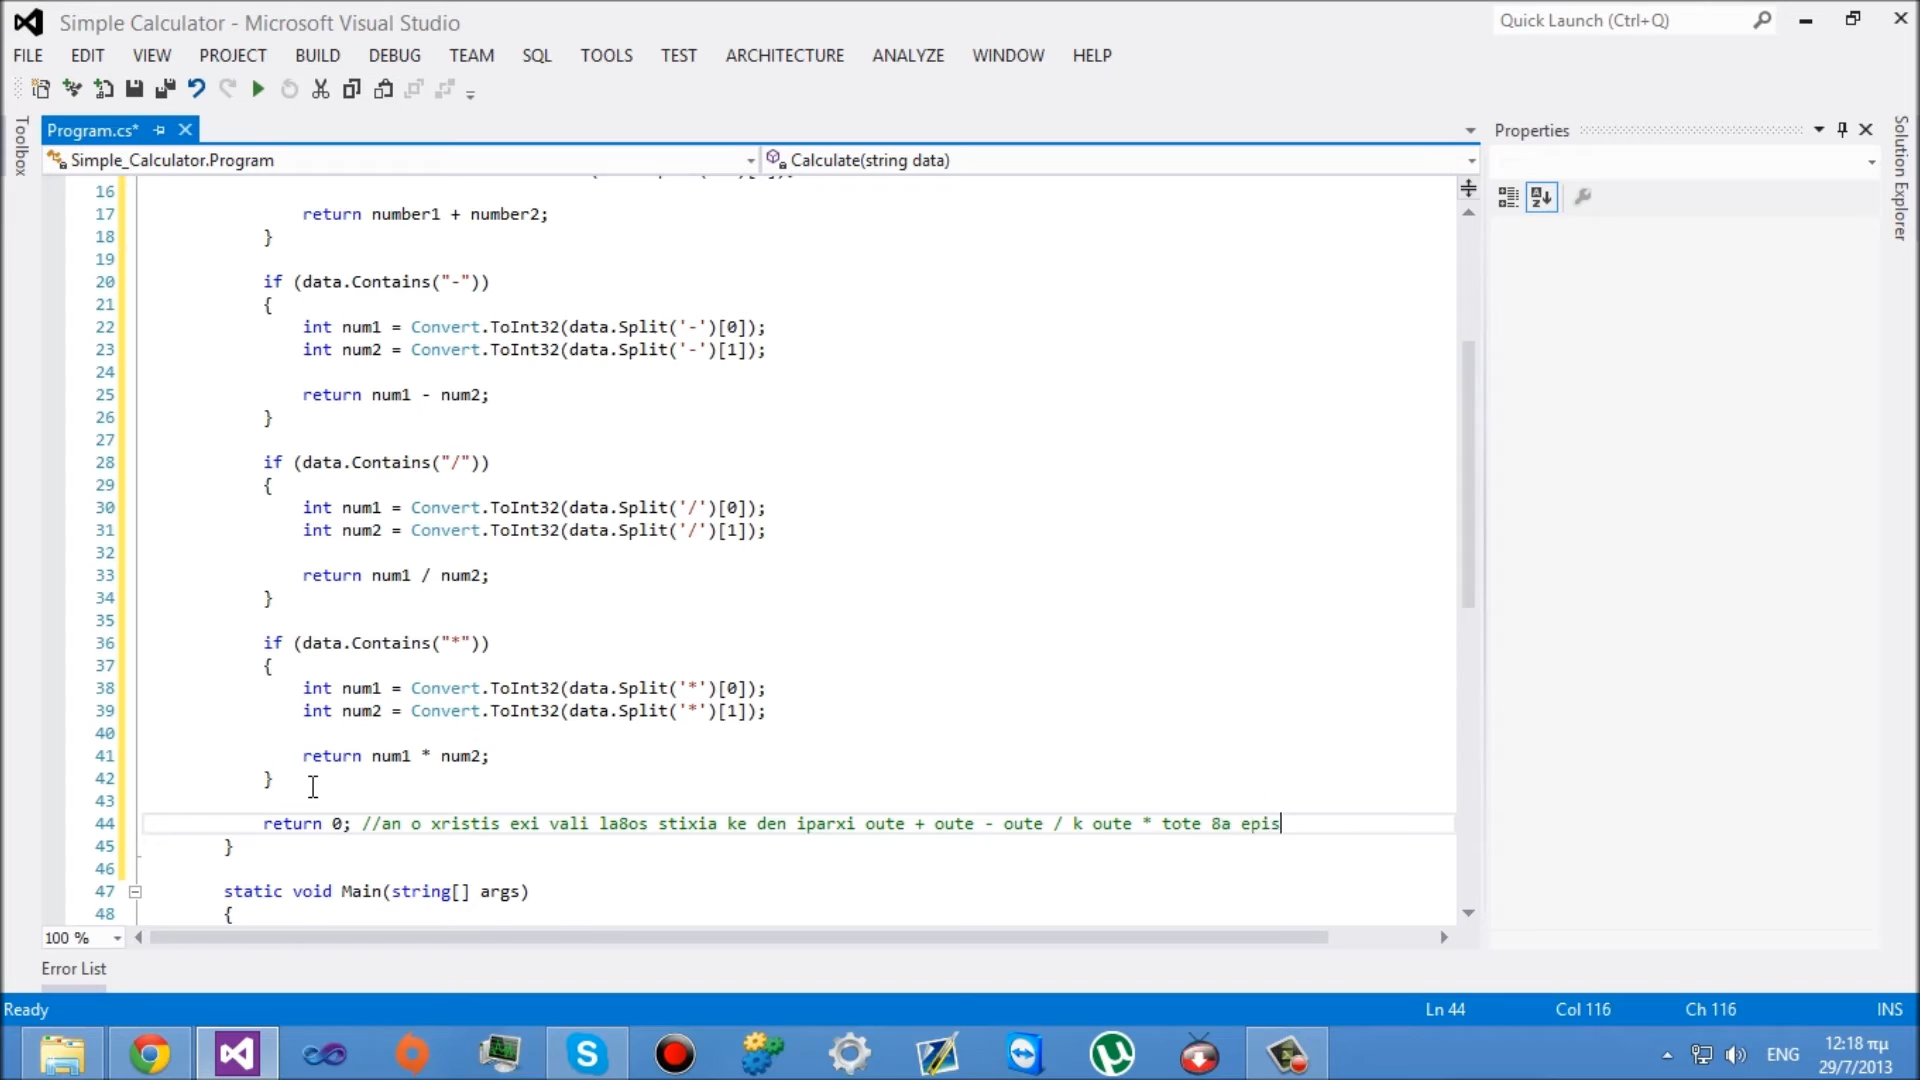 Simple Calculator - Microsoft Visual Studio
Quick Launch (Ctrl+Q)
FILE EDIT VIEW PROJECT BUILD DEBUG TEAM SQL TOOLS TEST ARCHITECTURE ANALYZE WINDOW HELP
Toolbox
Program.cs*
Simple_Calculator.Program
Calculate(string data)
16
17 return number1 + number2;
18 }
19
20 if (data.Contains("-"))
21 {
22 int num1 = Convert.ToInt32(data.Split('-')[0]);
23 int num2 = Convert.ToInt32(data.Split('-')[1]);
24
25 return num1 - num2;
26 }
27
28 if (data.Contains("/"))
29 {
30 int num1 = Convert.ToInt32(data.Split('/')[0]);
31 int num2 = Convert.ToInt32(data.Split('/')[1]);
32
33 return num1 / num2;
34 }
35
36 if (data.Contains("*"))
37 {
38 int num1 = Convert.ToInt32(data.Split('*')[0]);
39 int num2 = Convert.ToInt32(data.Split('*')[1]);
40
41 return num1 * num2;
42 }
43
44 return 0; //an o xristis exi vali la8os stixia ke den iparxi oute + oute - oute / k oute * tote 8a epis
45 }
46
47 static void Main(string[] args)
48 {
100 %
Properties
Solution Explorer
Error List
Ready
Ln 44 Col 116 Ch 116 INS
ENG
12:18 πμ
29/7/2013